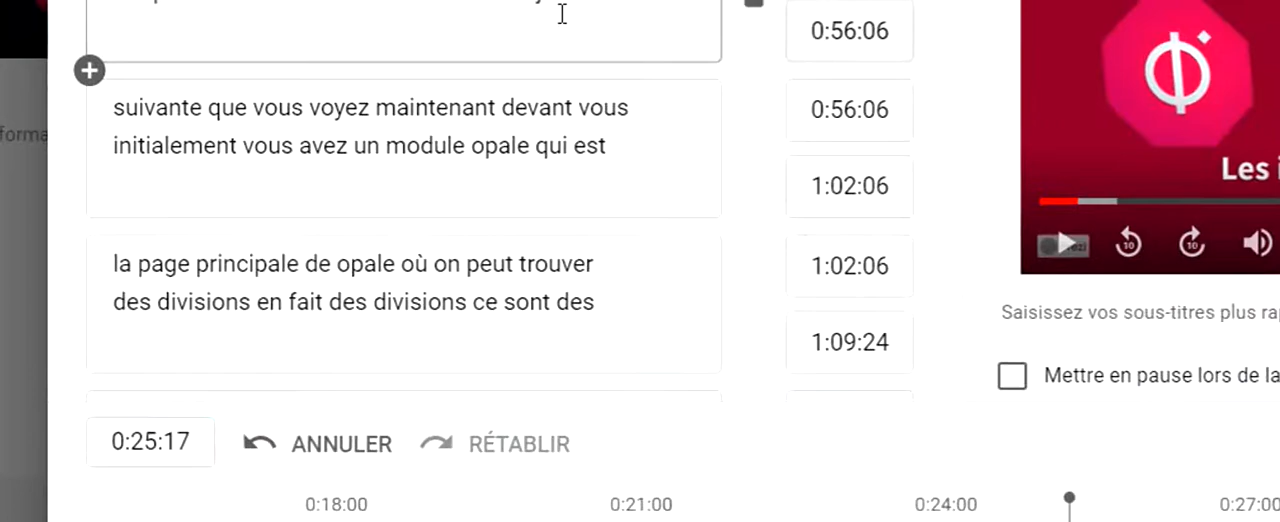 0:56:06
suivante que vous voyez maintenant devant vous
initialement vous avez un module opale qui est
0:56:06
1:02:06
la page principale de opale où on peut trouver
des divisions en fait des divisions ce sont des
1:02:06
1:09:24
0:25:17
ANNULER
RÉTABLIR
0:18:00
0:21:00
0:24:00
0:27:00
forma
Les
10
10
Saisissez vos sous-titres plus ra
Mettre en pause lors de la